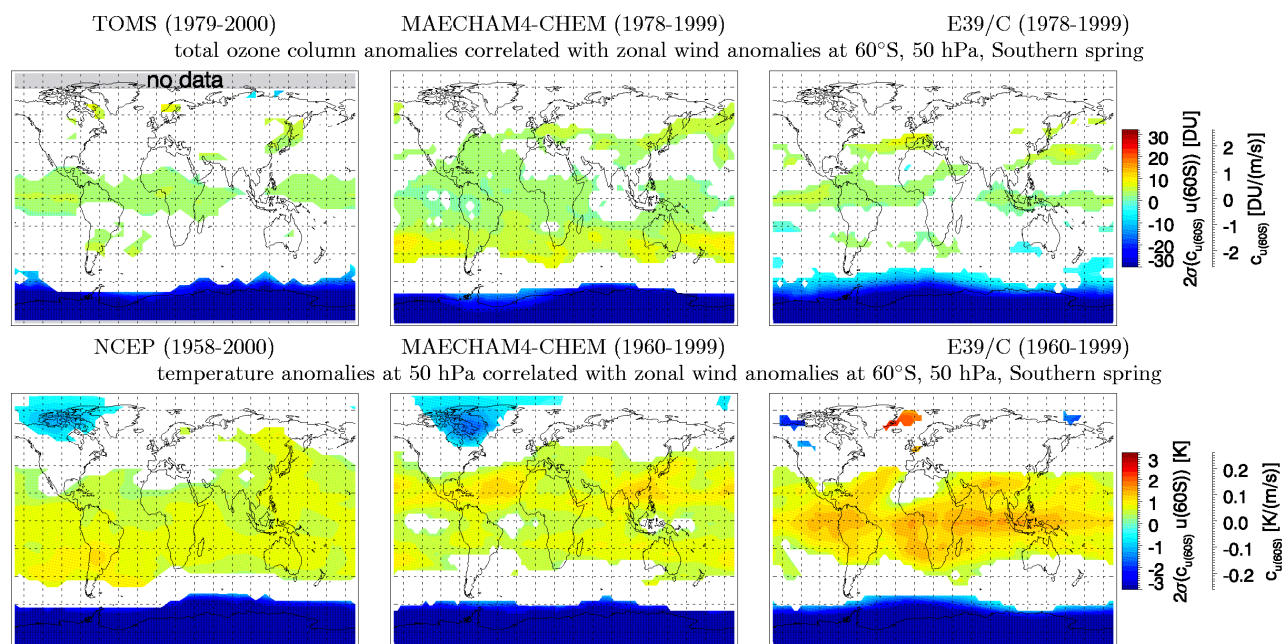 TOMS (1979-2000) MAECHAM4-CHEM (1978-1999) E39/C (1978-1999)
total ozone column anomalies correlated with zonal wind anomalies at 60°S, 50 hPa, Southern spring
no data
30
20
10
0
-10
-20
-30
2σ(c_u(60S) u(60S)) [DU]
2
1
0
-1
-2
c_u(60S) [DU/(m/s)]
NCEP (1958-2000) MAECHAM4-CHEM (1960-1999) E39/C (1960-1999)
temperature anomalies at 50 hPa correlated with zonal wind anomalies at 60°S, 50 hPa, Southern spring
3
2
1
0
-1
-2
-3
2σ(c_u(60S) u(60S)) [K]
0.2
0.1
0.0
-0.1
-0.2
c_u(60S) [K/(m/s)]